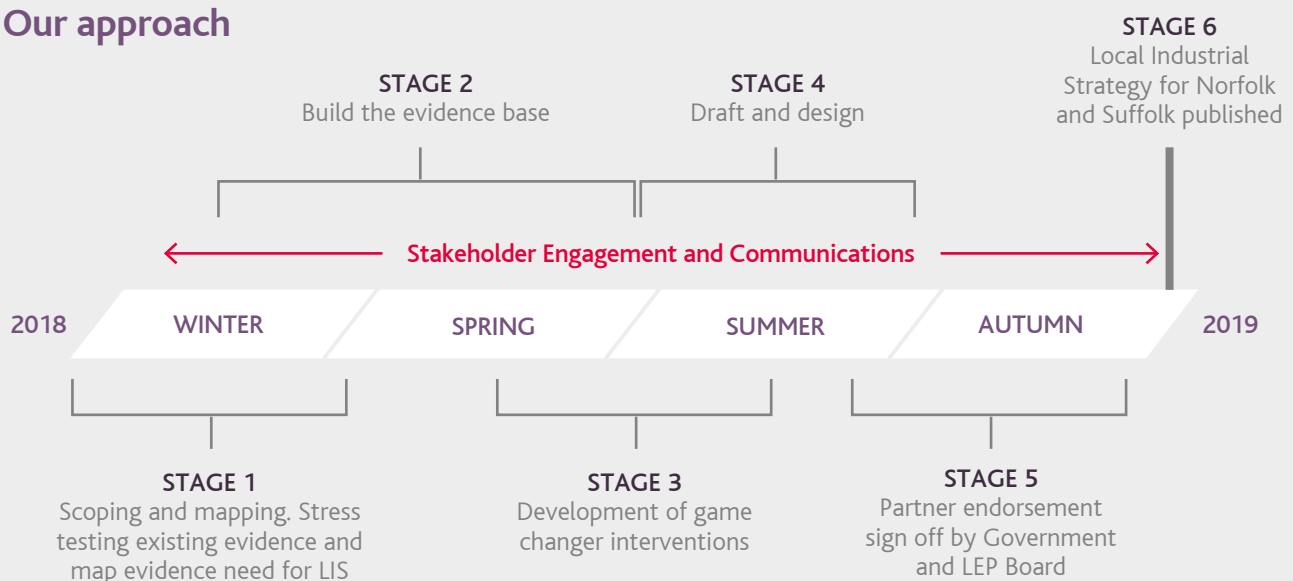 Our approach
STAGE 2
Build the evidence base
STAGE 4
Draft and design
STAGE 6
Local Industrial
Strategy for Norfolk
and Suffolk published
Stakeholder Engagement and Communications
2018
WINTER
SPRING
SUMMER
AUTUMN
2019
STAGE 1
Scoping and mapping. Stress
testing existing evidence and
map evidence need for LIS
STAGE 3
Development of game
changer interventions
STAGE 5
Partner endorsement
sign off by Government
and LEP Board